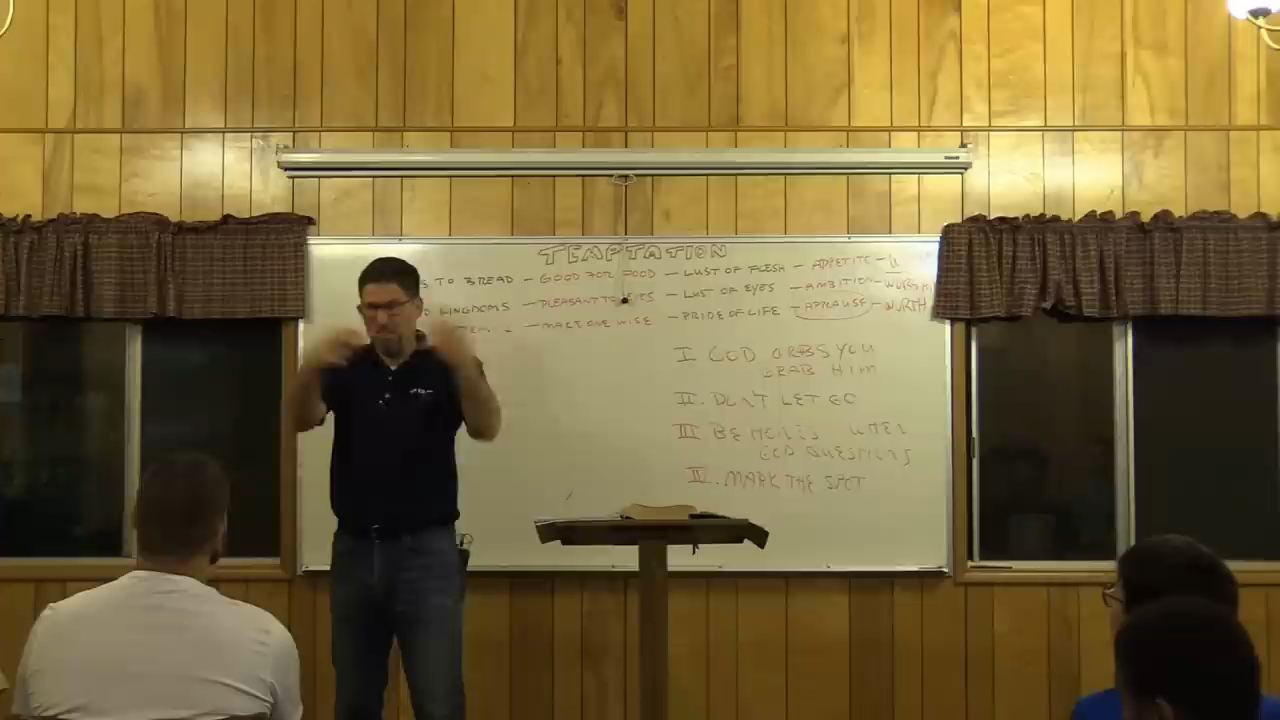 TEMPTATION
S TO BREAD - GOOD FOR FOOD - LUST OF FLESH - APPETITE -
KINGDOMS - PLEASANT TO EYES - LUST OF EYES - AMBITION -
- MAKE ONE WISE - PRIDE OF LIFE - APPLAUSE - WORTH
I GOD GRABS YOU
GRAB HIM
II. DON'T LET GO
III BE HONEST WHEN
GOD QUESTIONS
IV. MARK THE SPOT